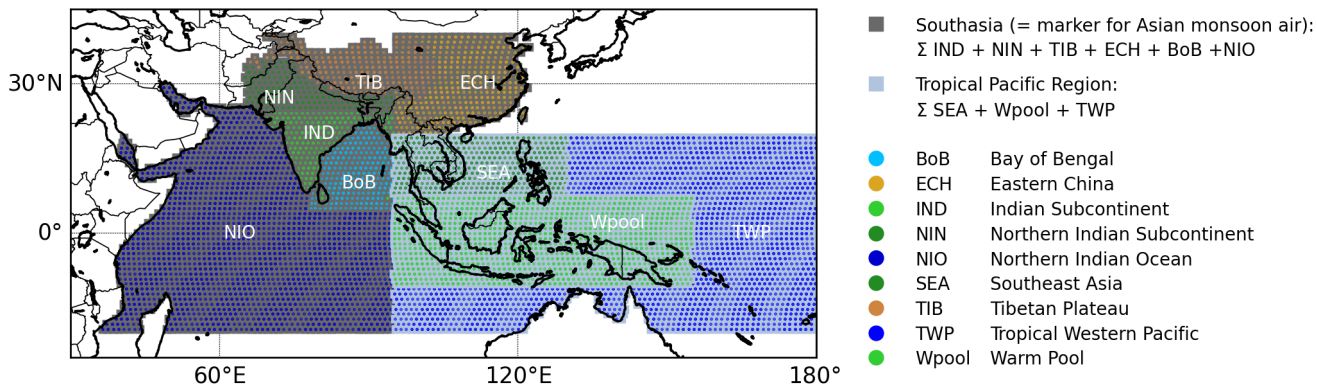 30°N
0°
60°E
120°E
180°
NIN
TIB
ECH
IND
BoB
SEA
NIO
Wpool
TWP
Southasia (= marker for Asian monsoon air):
Σ IND + NIN + TIB + ECH + BoB +NIO
Tropical Pacific Region:
Σ SEA + Wpool + TWP
BoB Bay of Bengal
ECH Eastern China
IND Indian Subcontinent
NIN Northern Indian Subcontinent
NIO Northern Indian Ocean
SEA Southeast Asia
TIB Tibetan Plateau
TWP Tropical Western Pacific
Wpool Warm Pool